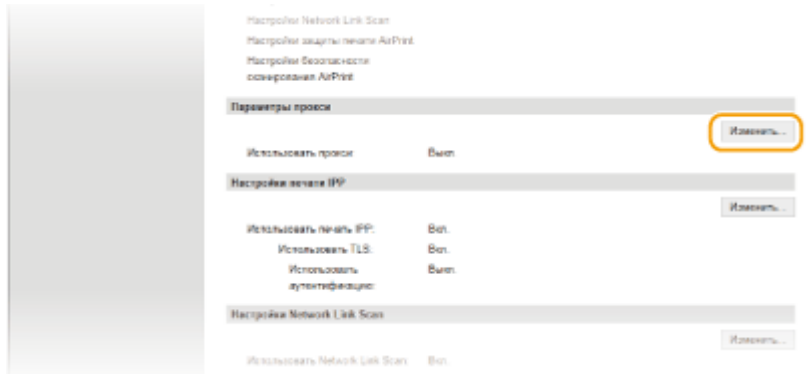 Настройки Network Link Scan
Настройки защиты печати AirPrint
Настройки безопасности
сканирования AirPrint
Параметры прокси
Изменить...
Использовать прокси Выкл
Настройки печати IPP
Изменить...
Использовать печать IPP: Вкл.
Использовать TLS: Вкл.
Использовать Выкл
аутентификацию:
Настройки Network Link Scan
Изменить...
Использовать Network Link Scan Вкл.